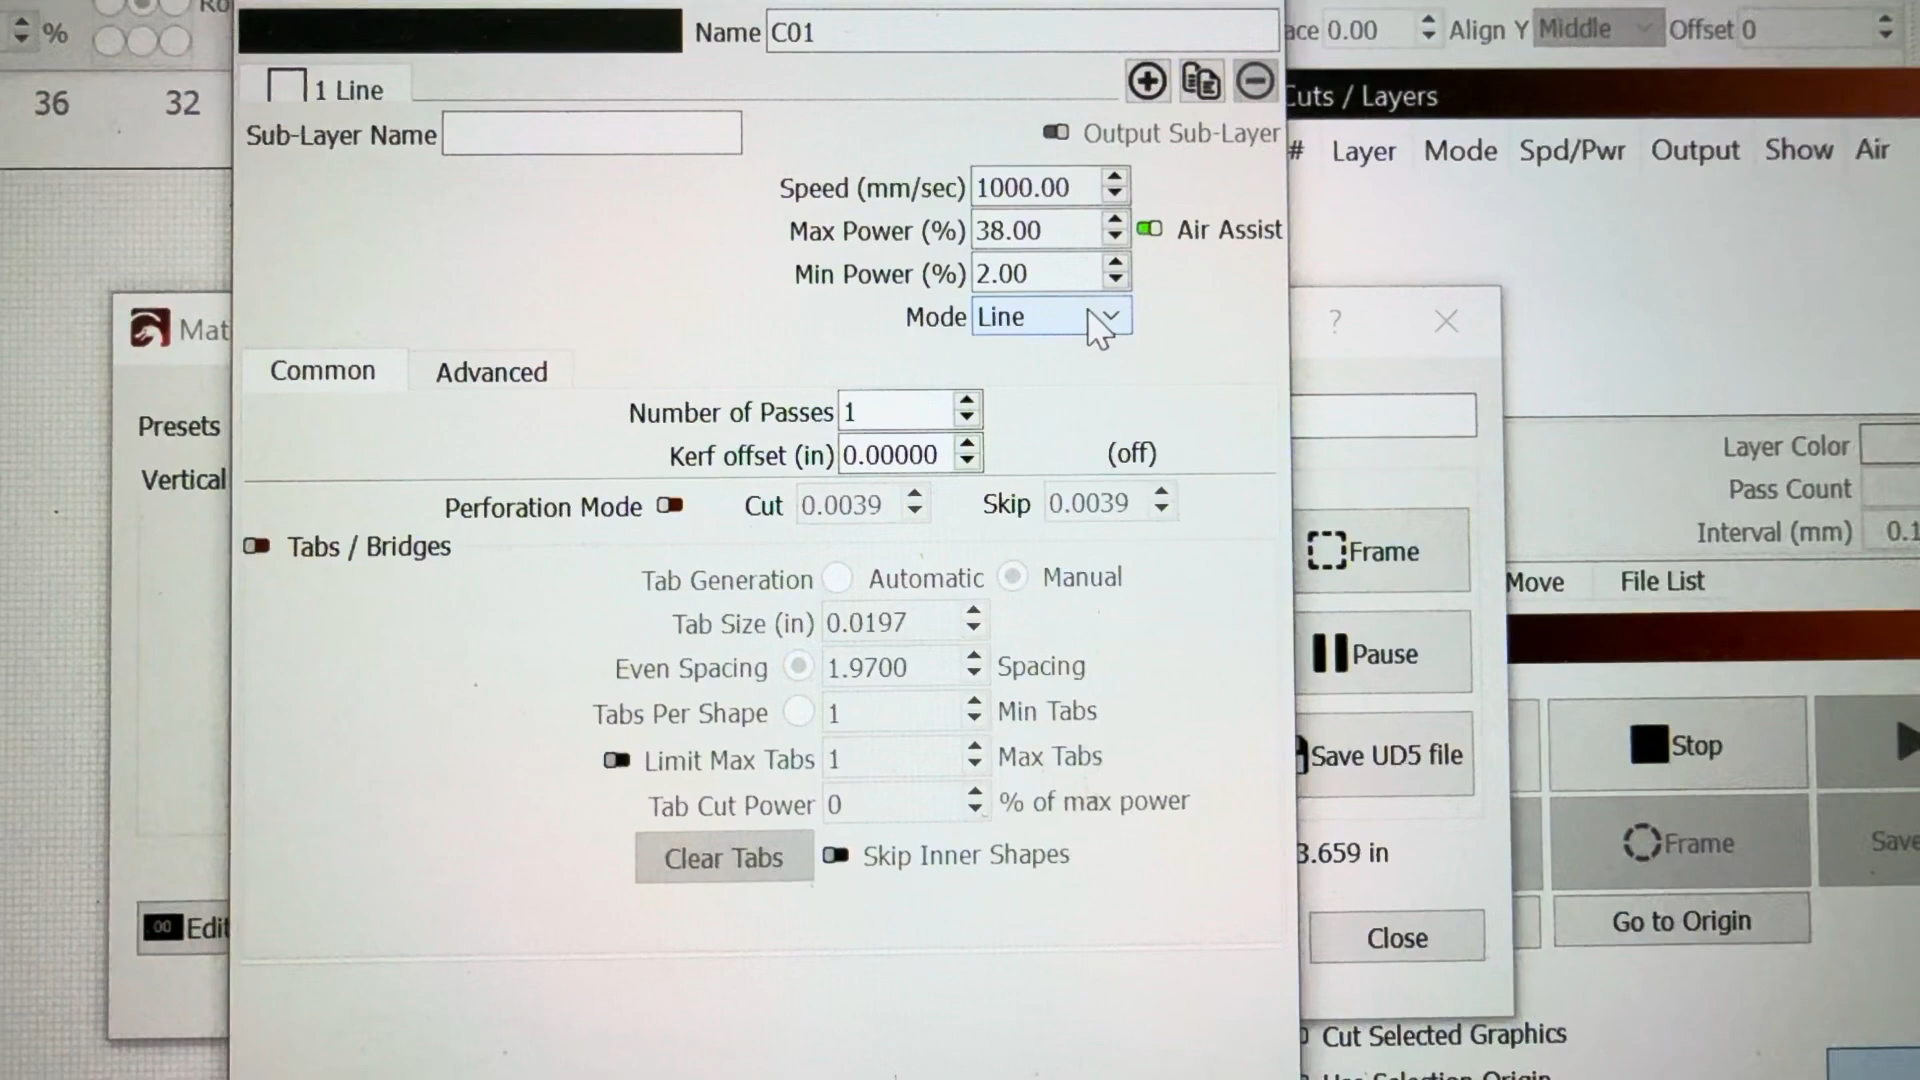 %
36 32
Name C01
1 Line
Sub-Layer Name
Output Sub-Layer
Speed (mm/sec) 1000.00
Max Power (%) 38.00 Air Assist
Min Power (%) 2.00
Mode Line
Common Advanced
Number of Passes 1
Kerf offset (in) 0.00000 (off)
Perforation Mode Cut 0.0039 Skip 0.0039
Tabs / Bridges
Tab Generation Automatic Manual
Tab Size (in) 0.0197
Even Spacing 1.9700 Spacing
Tabs Per Shape 1 Min Tabs
Limit Max Tabs 1 Max Tabs
Tab Cut Power 0 % of max power
Clear Tabs Skip Inner Shapes
Mat
Presets
Vertical
00 Edit
?
Frame
Pause
Save UD5 file
3.659 in
Close
Cut Selected Graphics
ace 0.00 Align Y Middle Offset 0
Cuts / Layers
# Layer Mode Spd/Pwr Output Show Air
Layer Color
Pass Count
Interval (mm) 0.1
Move File List
Stop
Frame Save
Go to Origin